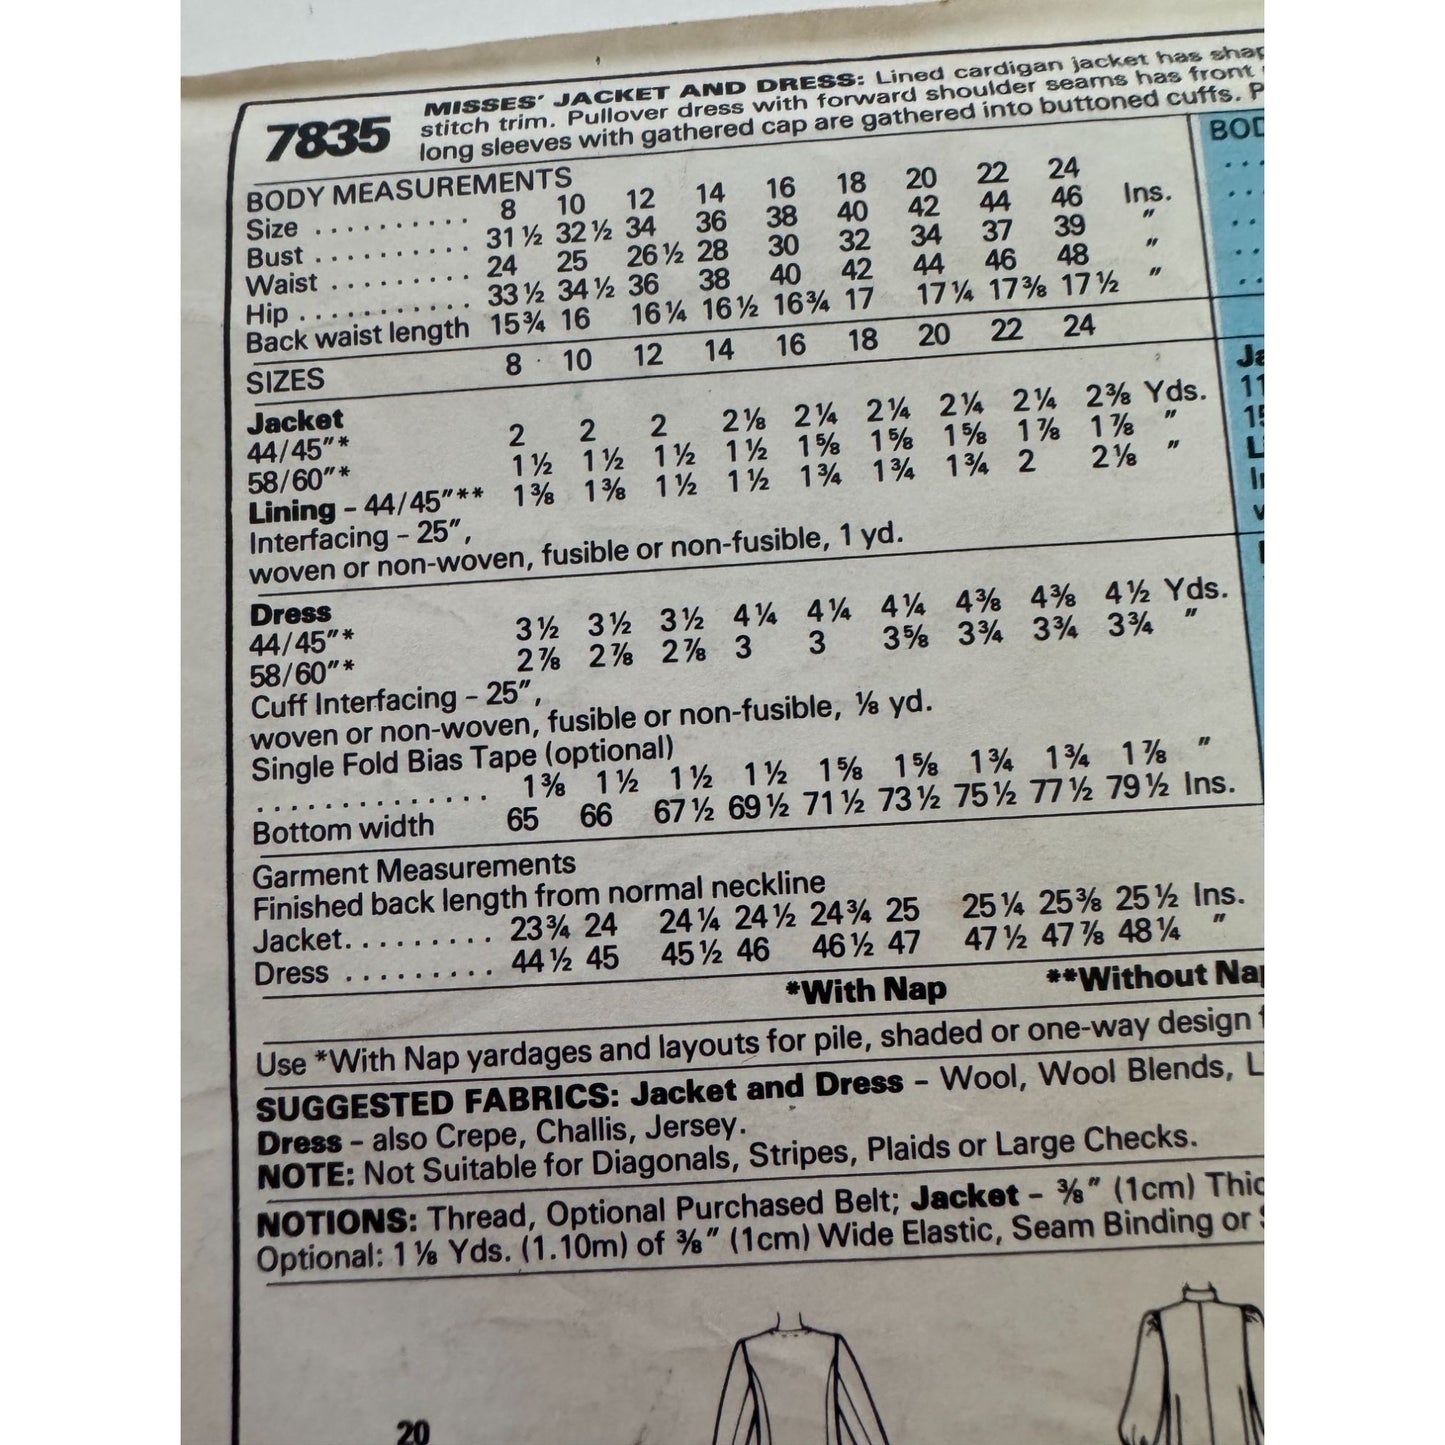 7835
MISSES' JACKET AND DRESS: Lined cardigan jacket has
stitch trim. Pullover dress with forward shoulder seams has front
long sleeves with gathered cap are gathered into buttoned cuffs.
BODY MEASUREMENTS
Size .......... 8 10 12 14 16 18 20 22 24
Bust .......... 31½ 32½ 34 36 38 40 42 44 46 Ins.
Waist ......... 24 25 26½ 28 30 32 34 37 39 "
Hip ........... 33½ 34½ 36 38 40 42 44 46 48 "
Back waist length 15¾ 16 16¼ 16½ 16¾ 17 17¼ 17⅜ 17½ "
SIZES 8 10 12 14 16 18 20 22 24
Jacket
44/45"* 2 2 2 2⅛ 2¼ 2¼ 2¼ 2¼ 2⅜ Yds.
58/60"* 1½ 1½ 1½ 1½ 1⅝ 1⅝ 1⅝ 1⅞ 1⅞ "
Lining – 44/45"** 1⅜ 1⅜ 1½ 1½ 1¾ 1¾ 1¾ 2 2⅛ "
Interfacing – 25",
woven or non-woven, fusible or non-fusible, 1 yd.
Dress
44/45"* 3½ 3½ 3½ 4¼ 4¼ 4¼ 4⅜ 4⅜ 4½ Yds.
58/60"* 2⅞ 2⅞ 2⅞ 3 3 3⅝ 3¾ 3¾ 3¾ "
Cuff Interfacing – 25",
woven or non-woven, fusible or non-fusible, ⅛ yd.
Single Fold Bias Tape (optional)
.............. 1⅜ 1½ 1½ 1½ 1⅝ 1⅝ 1¾ 1¾ 1⅞ "
Bottom width 65 66 67½ 69½ 71½ 73½ 75½ 77½ 79½ Ins.
Garment Measurements
Finished back length from normal neckline
Jacket......... 23¾ 24 24¼ 24½ 24¾ 25 25¼ 25⅜ 25½ Ins.
Dress ......... 44½ 45 45½ 46 46½ 47 47½ 47⅞ 48¼ "
*With Nap **Without
Use *With Nap yardages and layouts for pile, shaded or one-way design
SUGGESTED FABRICS: Jacket and Dress – Wool, Wool Blends,
Dress – also Crepe, Challis, Jersey.
NOTE: Not Suitable for Diagonals, Stripes, Plaids or Large Checks.
NOTIONS: Thread, Optional Purchased Belt; Jacket – ⅜" (1cm)
Optional: 1⅛ Yds. (1.10m) of ⅜" (1cm) Wide Elastic, Seam Binding or
20